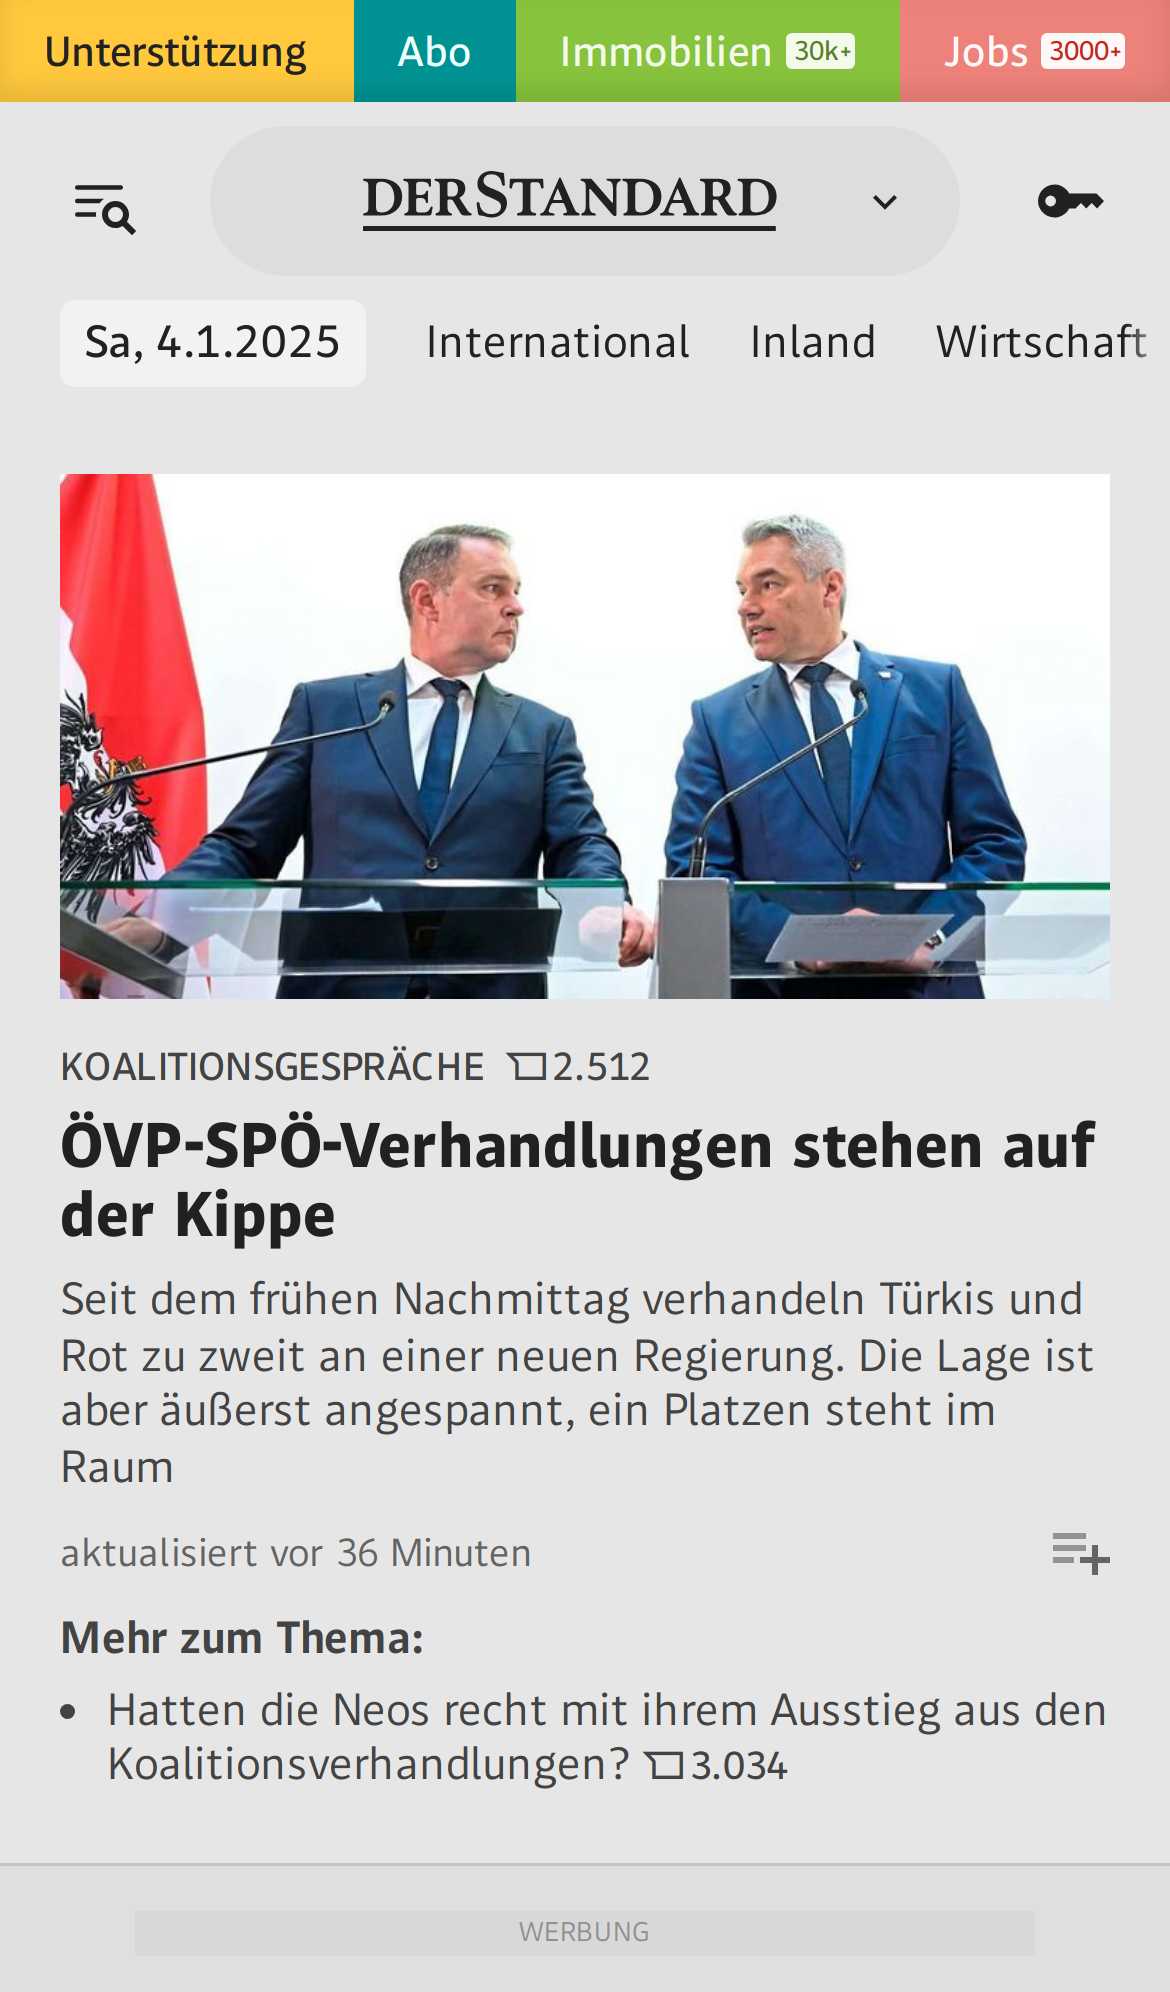 Unterstützung Abo Immobilien 30k+ Jobs 3000+
DERSTANDARD
Sa, 4.1.2025 International Inland Wirtschaft
KOALITIONSGESPRÄCHE 2.512
ÖVP-SPÖ-Verhandlungen stehen auf
der Kippe
Seit dem frühen Nachmittag verhandeln Türkis und
Rot zu zweit an einer neuen Regierung. Die Lage ist
aber äußerst angespannt, ein Platzen steht im
Raum
aktualisiert vor 36 Minuten
Mehr zum Thema:
• Hatten die Neos recht mit ihrem Ausstieg aus den
Koalitionsverhandlungen? 3.034
WERBUNG